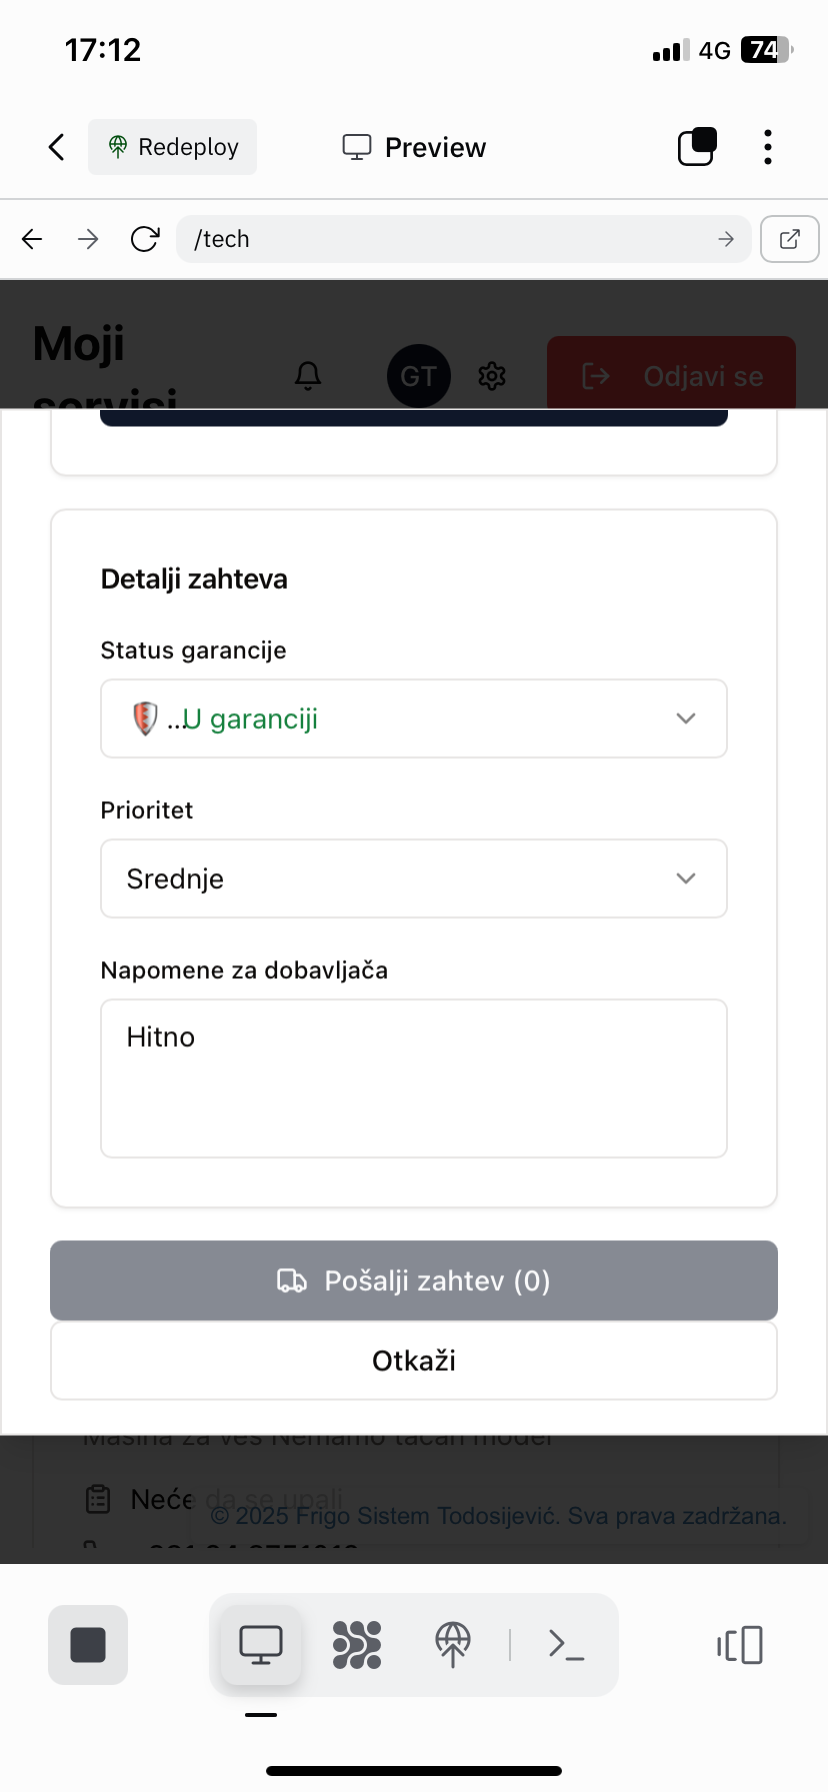 17:12
4G 74
Redeploy
Preview
/tech
Moji
servisi
GT
Odjavi se
Detalji zahteva
Status garancije
...U garanciji
Prioritet
Srednje
Napomene za dobavljača
Hitno
Pošalji zahtev (0)
Otkaži
Mašina za veš Nemamo tačan model
Neće da se upali
© 2025 Frigo Sistem Todosijević. Sva prava zadržana.